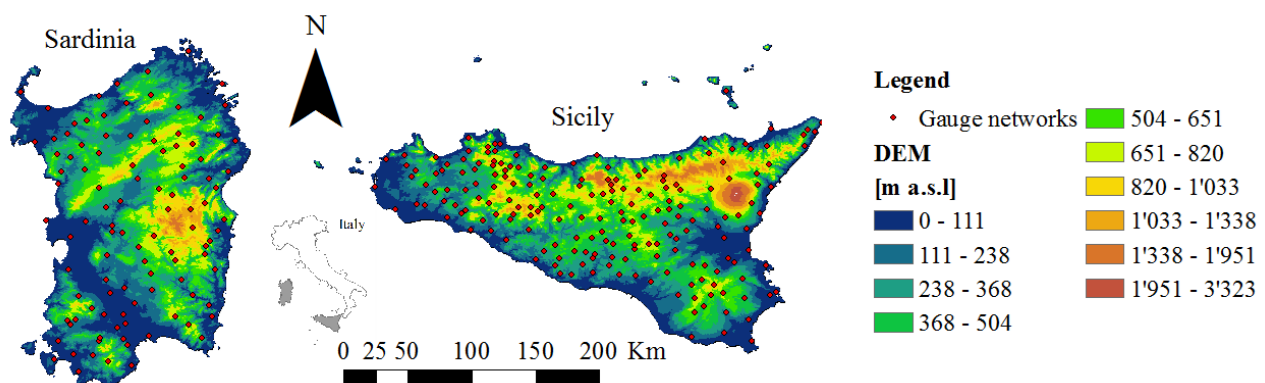 Sardinia
N
Sicily
Italy
0 25 50 100 150 200 Km
Legend
Gauge networks
DEM
[m a.s.l]
0 - 111
111 - 238
238 - 368
368 - 504
504 - 651
651 - 820
820 - 1'033
1'033 - 1'338
1'338 - 1'951
1'951 - 3'323